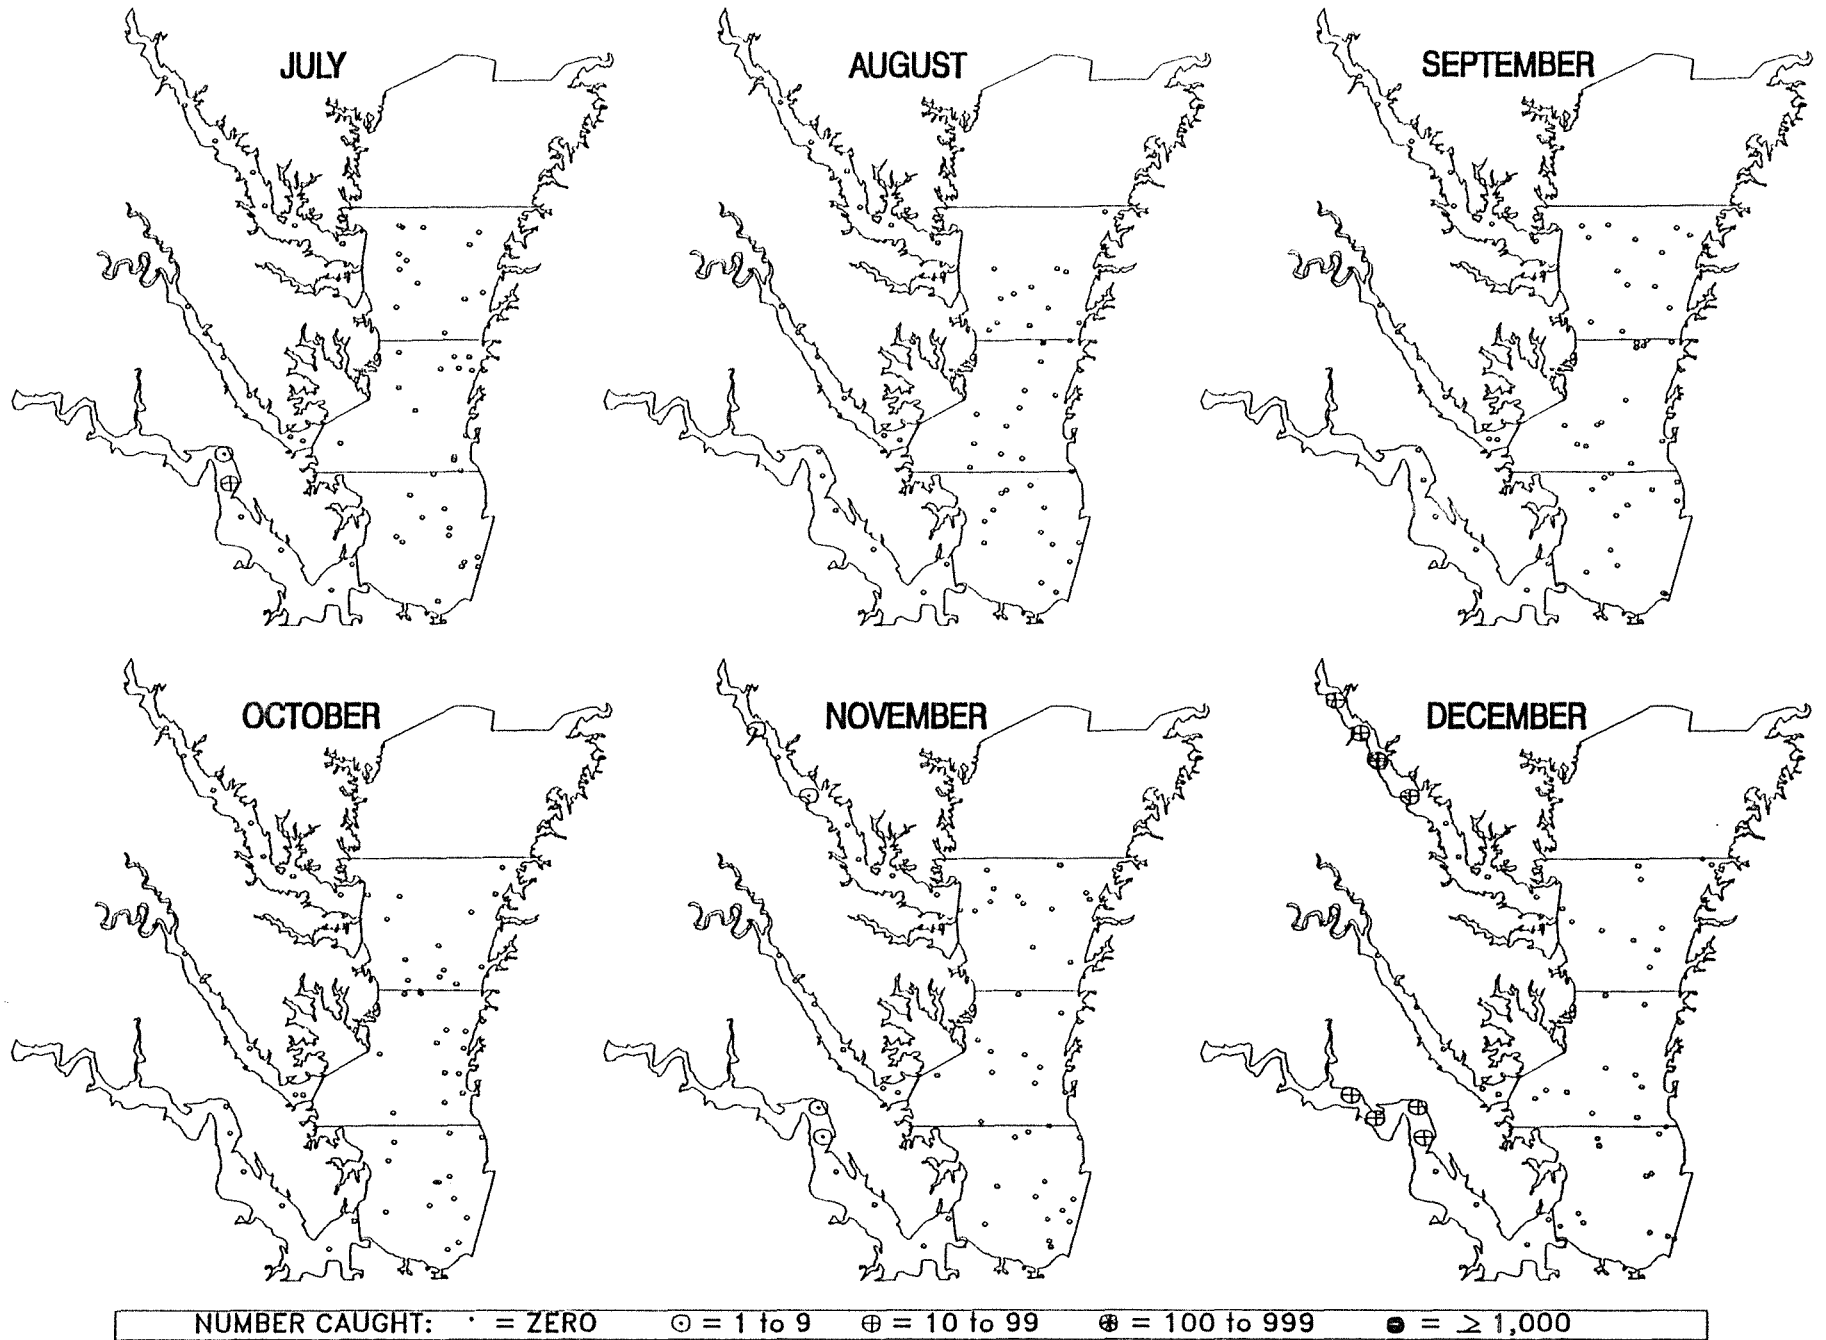 JULY
AUGUST
SEPTEMBER
OCTOBER
NOVEMBER
DECEMBER
NUMBER CAUGHT: · = ZERO ⊙ = 1 to 9 ⊕ = 10 to 99 ⊛ = 100 to 999 ● = ≥ 1,000